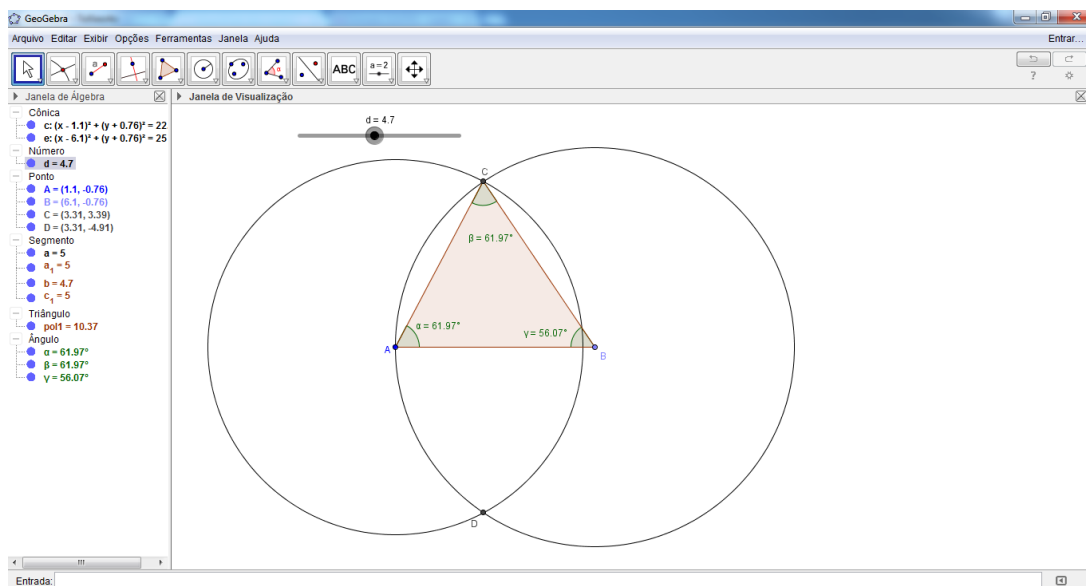 GeoGebra
Arquivo Editar Exibir Opções Ferramentas Janela Ajuda Entrar...
a
α
ABC
a=2
?
Janela de Álgebra
Janela de Visualização
Cônica
c: (x - 1.1)² + (y + 0.76)² = 22
e: (x - 6.1)² + (y + 0.76)² = 25
Número
d = 4.7
Ponto
A = (1.1, -0.76)
B = (6.1, -0.76)
C = (3.31, 3.39)
D = (3.31, -4.91)
Segmento
a = 5
a₁ = 5
b = 4.7
c₁ = 5
Triângulo
pol1 = 10.37
Ângulo
α = 61.97°
β = 61.97°
γ = 56.07°
d = 4.7
C
β = 61.97°
α = 61.97°
γ = 56.07°
A
B
D
Entrada: